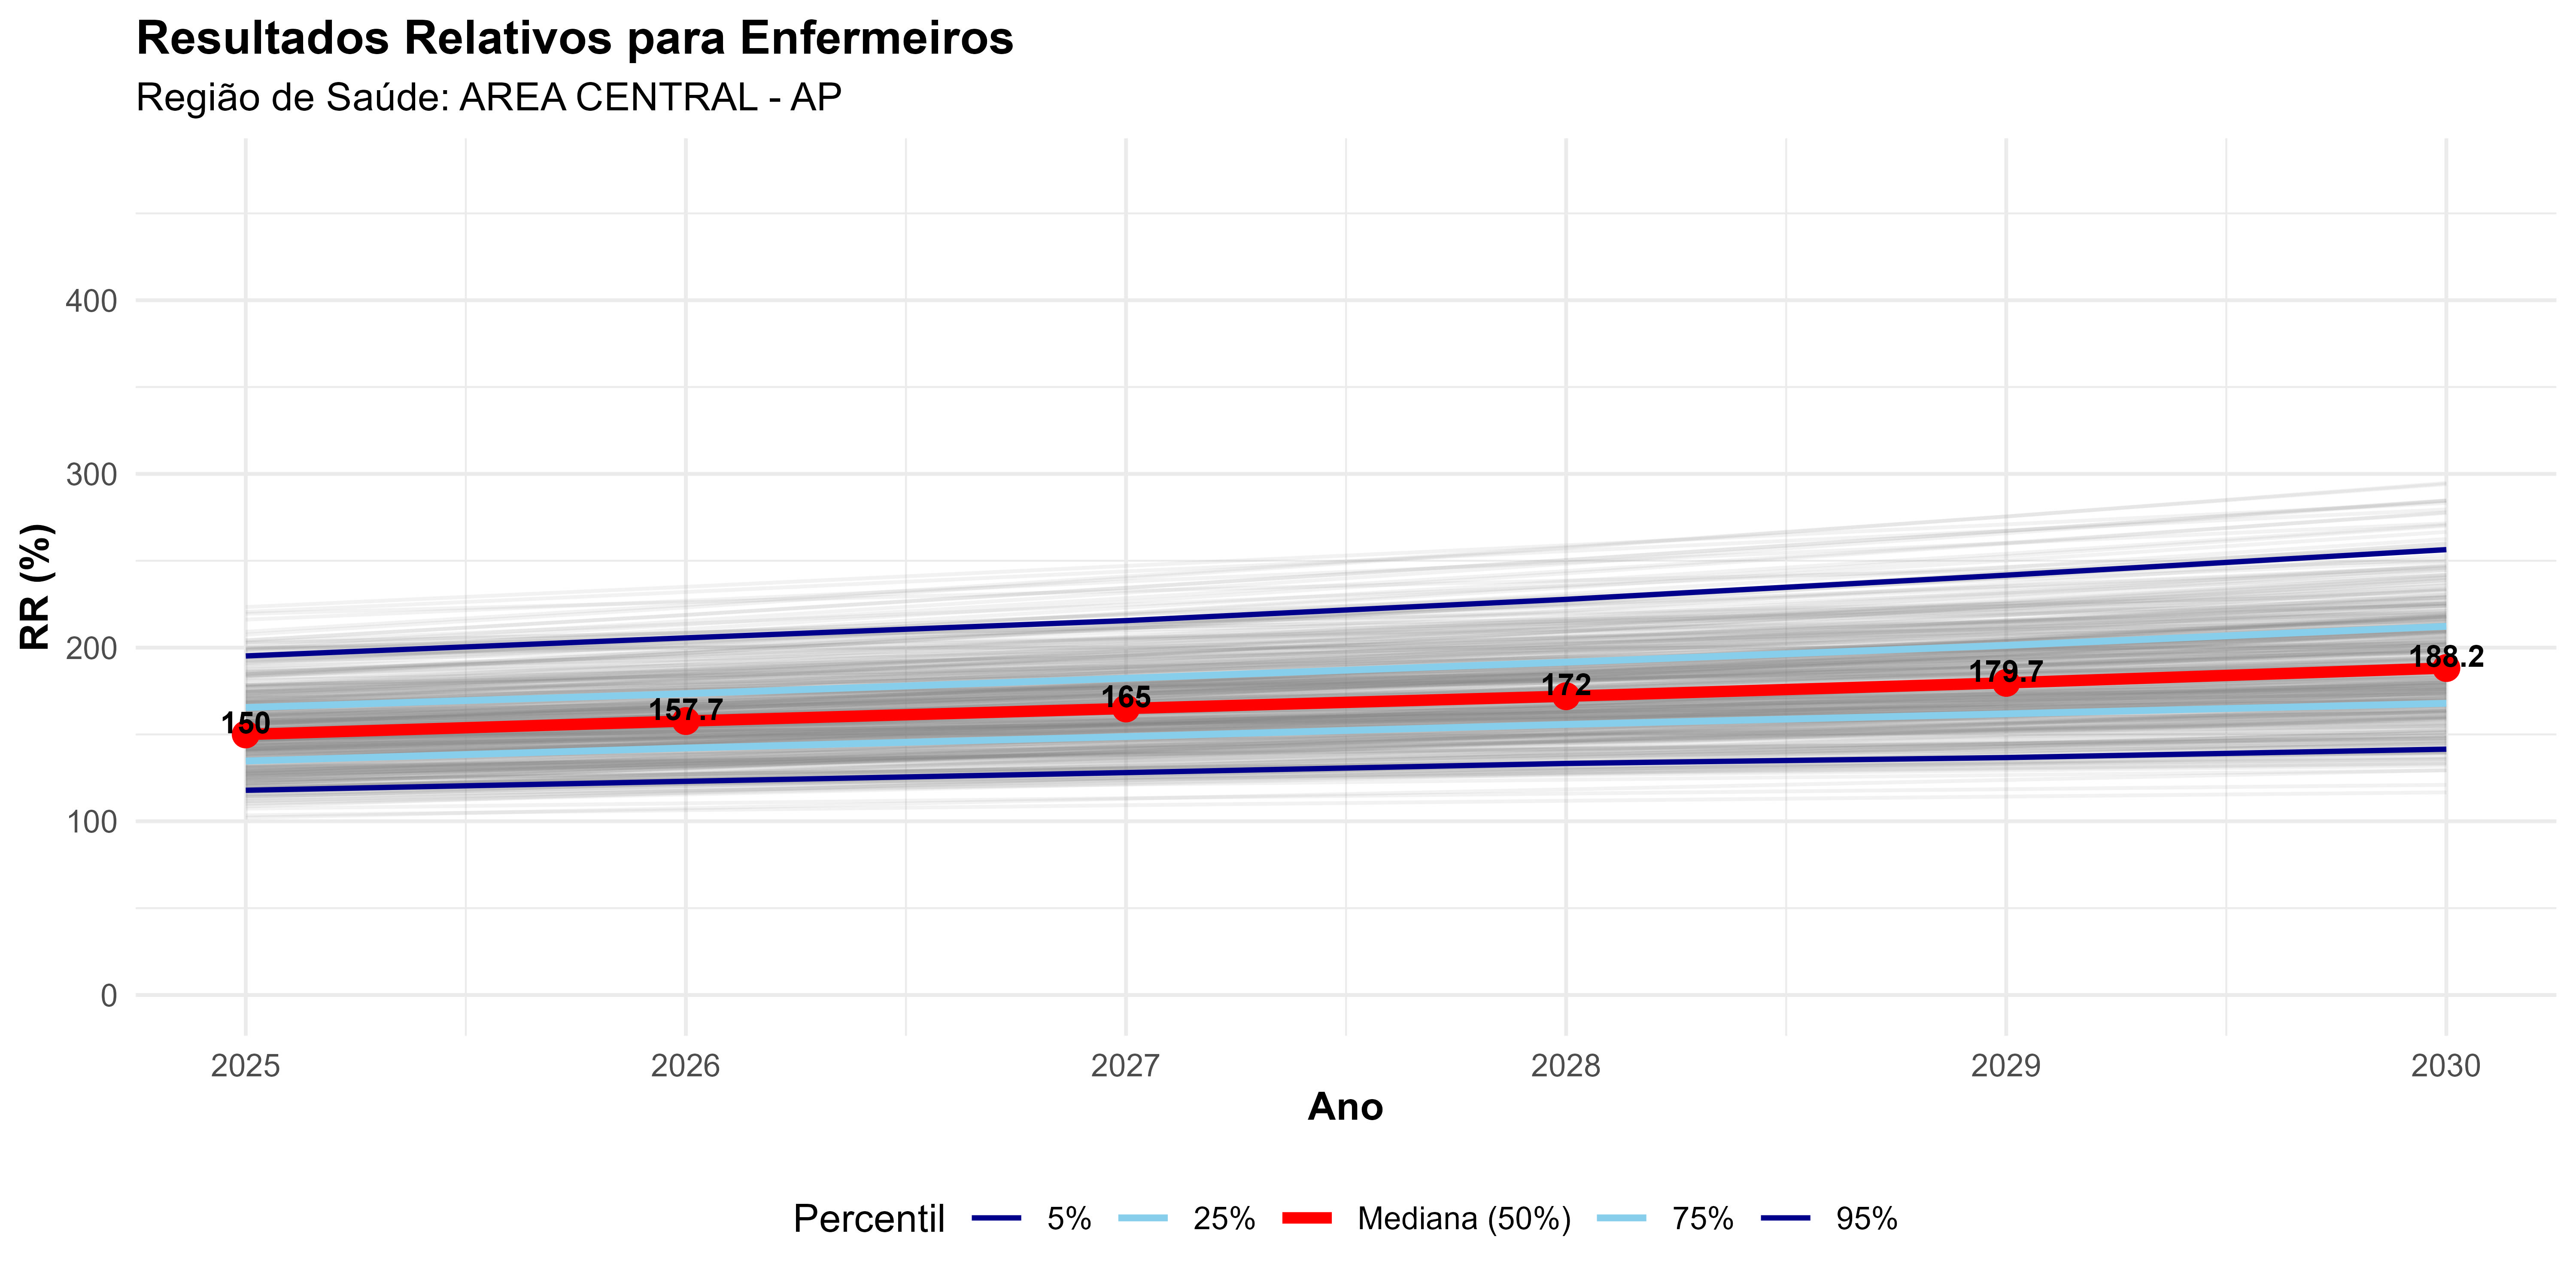 Resultados Relativos para Enfermeiros
Região de Saúde: AREA CENTRAL - AP
RR (%)
400
300
200
100
0
150
157.7
165
172
179.7
188.2
2025 2026 2027 2028 2029 2030
Ano
Percentil 5% 25% Mediana (50%) 75% 95%